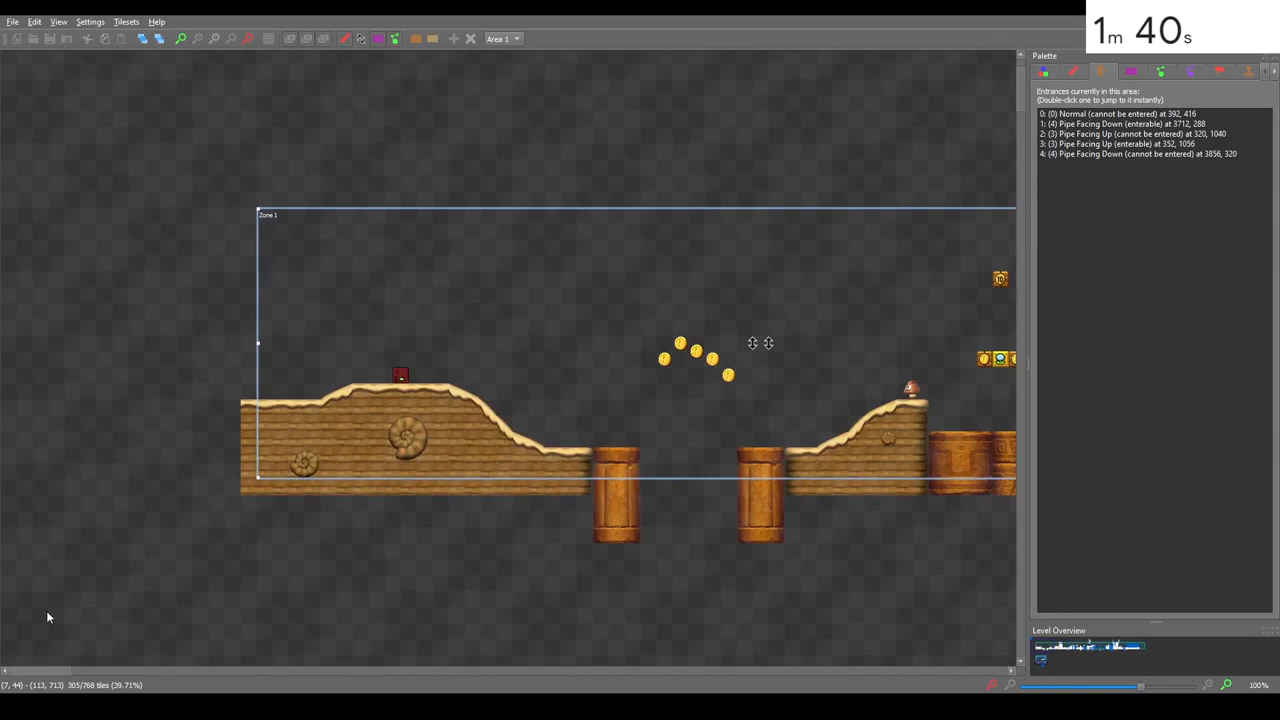 File Edit View Settings Tilesets Help
1m 40s
Area 1
Palette
Entrances currently in this area:
(Double-click one to jump to it instantly)
0: (0) Normal (cannot be entered) at 392, 416
1: (4) Pipe Facing Down (enterable) at 3712, 288
2: (3) Pipe Facing Up (cannot be entered) at 320, 1040
3: (3) Pipe Facing Up (enterable) at 352, 1056
4: (4) Pipe Facing Down (cannot be entered) at 3856, 320
Zone 1
10
Level Overview
(7, 44) - (113, 713) 305/768 tiles (39.71%)
100%